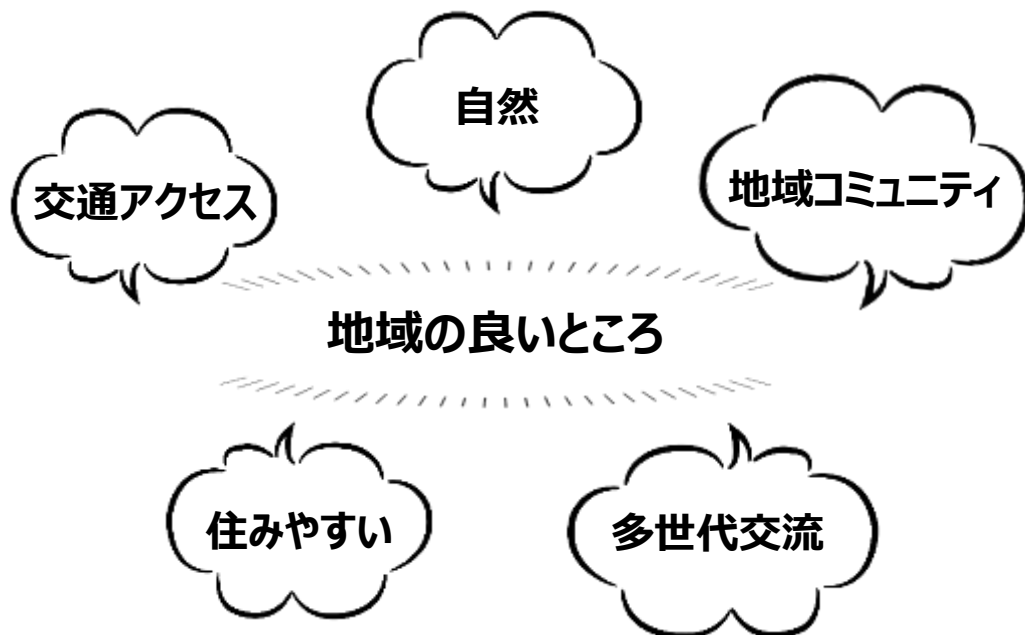 自然
交通アクセス
地域コミュニティ
地域の良いところ
住みやすい
多世代交流